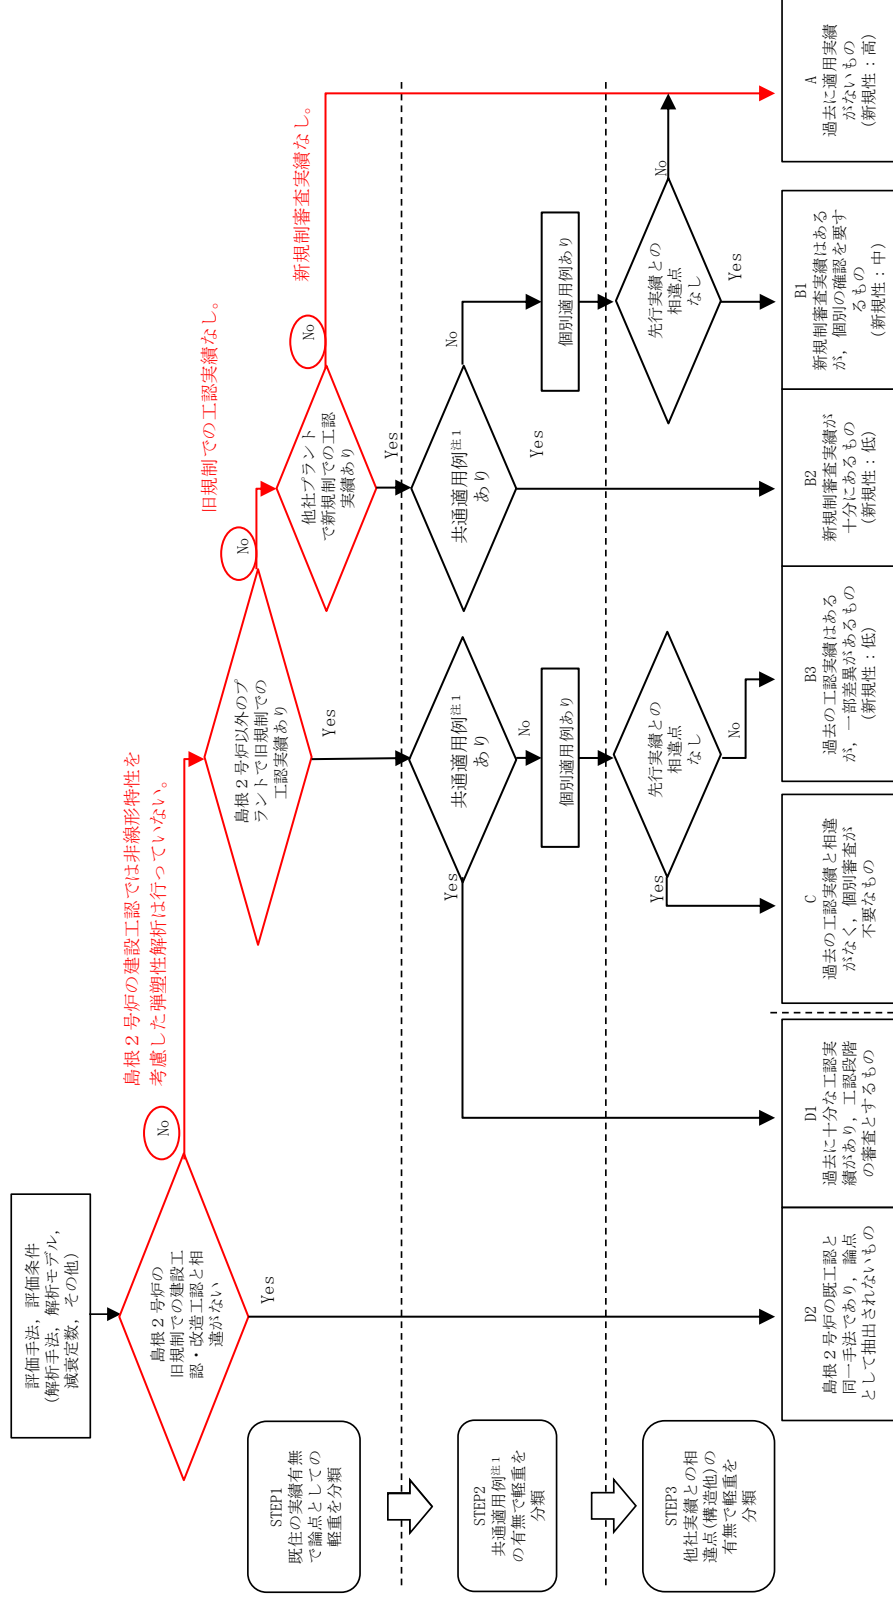 評価手法，評価条件
(解析手法，解析モデル，
減衰定数，その他)
島根２号炉の
旧規制での建設工
認・改造工認と相
違がない
No
Yes
島根２号炉の建設工認では非線形特性を
考慮した弾塑性解析は行っていない。
島根２号炉以外のプ
ラントで旧規制での
工認実績あり
No
Yes
旧規制での工認実績なし。
他社プラント
で新規制での工認
実績あり
No
Yes
新規制審査実績なし。
STEP1
既往の実績有無
で論点としての
軽重を分類
STEP2
共通適用例注１
の有無で軽重を
分類
STEP3
他社実績との相
違点(構造他)の
有無で軽重を
分類
共通適用例注１
あり
Yes
No
個別適用例あり
先行実績との
相違点
なし
Yes
No
共通適用例注１
あり
Yes
No
個別適用例あり
先行実績との
相違点
なし
Yes
No
D2
島根２号炉の既工認と
同一手法であり，論点
として抽出されないもの
D1
過去に十分な工認実
績があり，工認段階
の審査とするもの
C
過去の工認実績と相違
がなく，個別審査が
不要なもの
B3
過去の工認実績はある
が，一部差異があるもの
(新規性：低)
B2
新規制審査実績が
十分にあるもの
(新規性：低)
B1
新規制審査実績はある
が，個別の確認を要す
るもの
(新規性：中)
A
過去に適用実績
がないもの
(新規性：高)